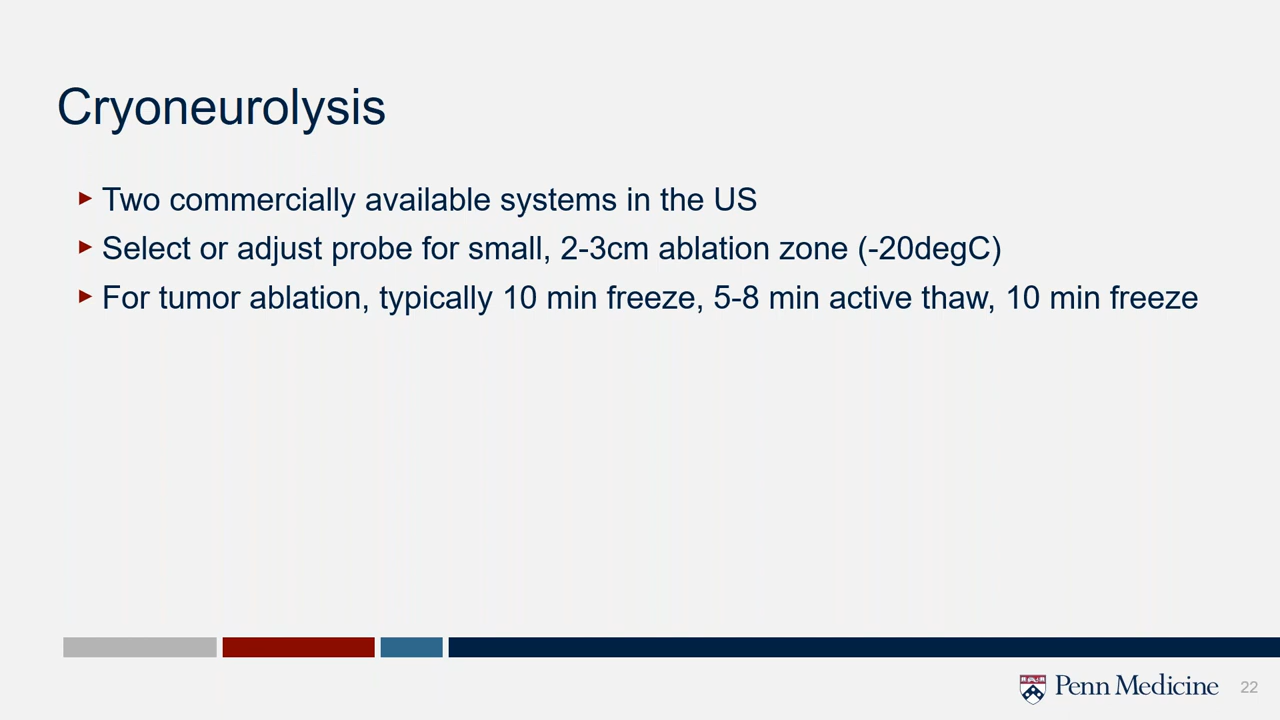 Cryoneurolysis
Two commercially available systems in the US
Select or adjust probe for small, 2-3cm ablation zone (-20degC)
For tumor ablation, typically 10 min freeze, 5-8 min active thaw, 10 min freeze
Penn Medicine
22